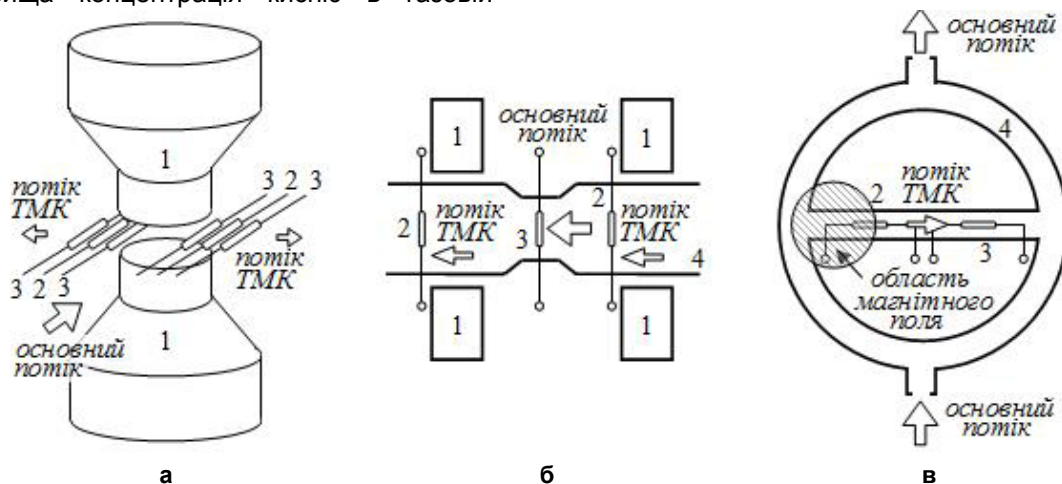 концентрація кисню в газовій
1
потік
ТМК
3 2 3
потік
ТМК
3 2 3
основний
потік
1
а
1
основний
потік
1
2
потік
ТМК
3
2
потік
ТМК
4
1
1
б
основний
потік
4
потік
ТМК
2
3
область
магнітного
поля
основний
потік
в